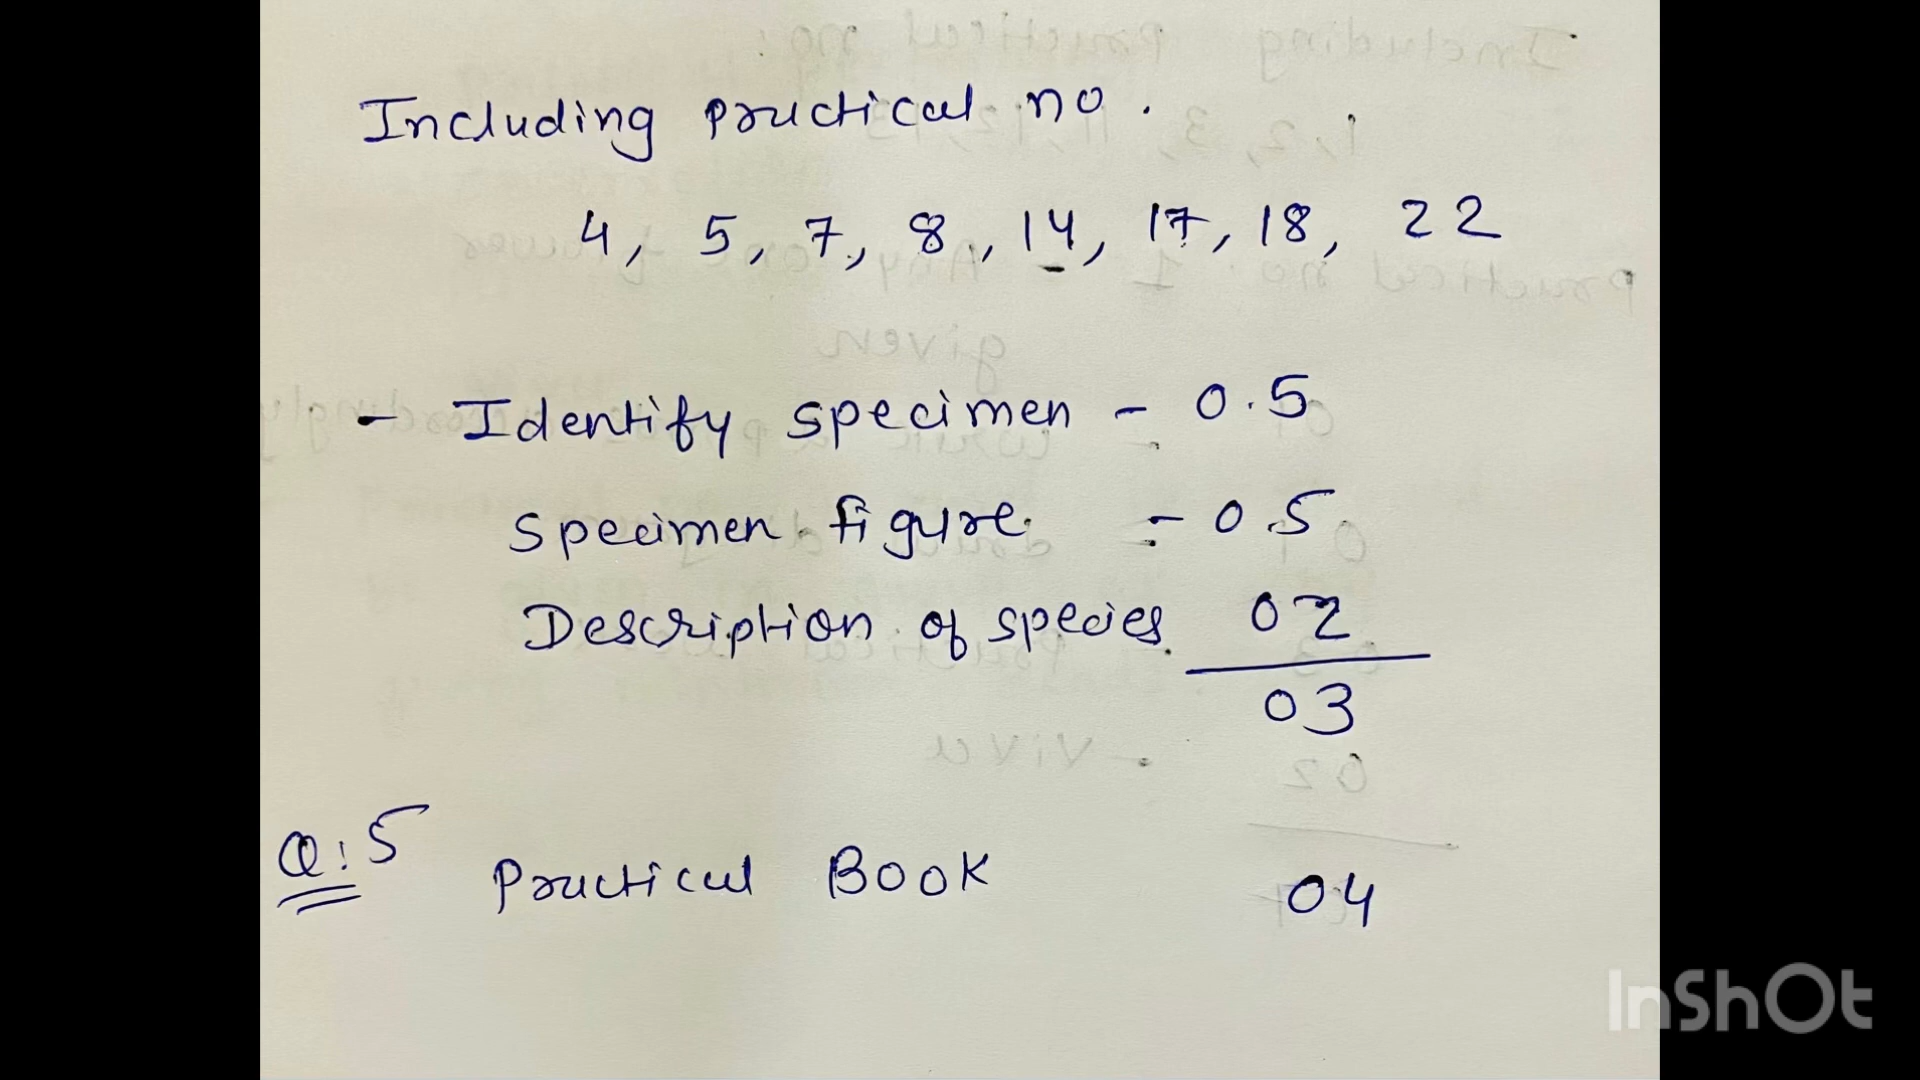 Including practical no.
4, 5, 7, 8, 14, 17, 18, 22
- Identify specimen - 0.5
specimen figure - 0.5
Description of species 02
03
Q:5 Practical Book 04
InShOt